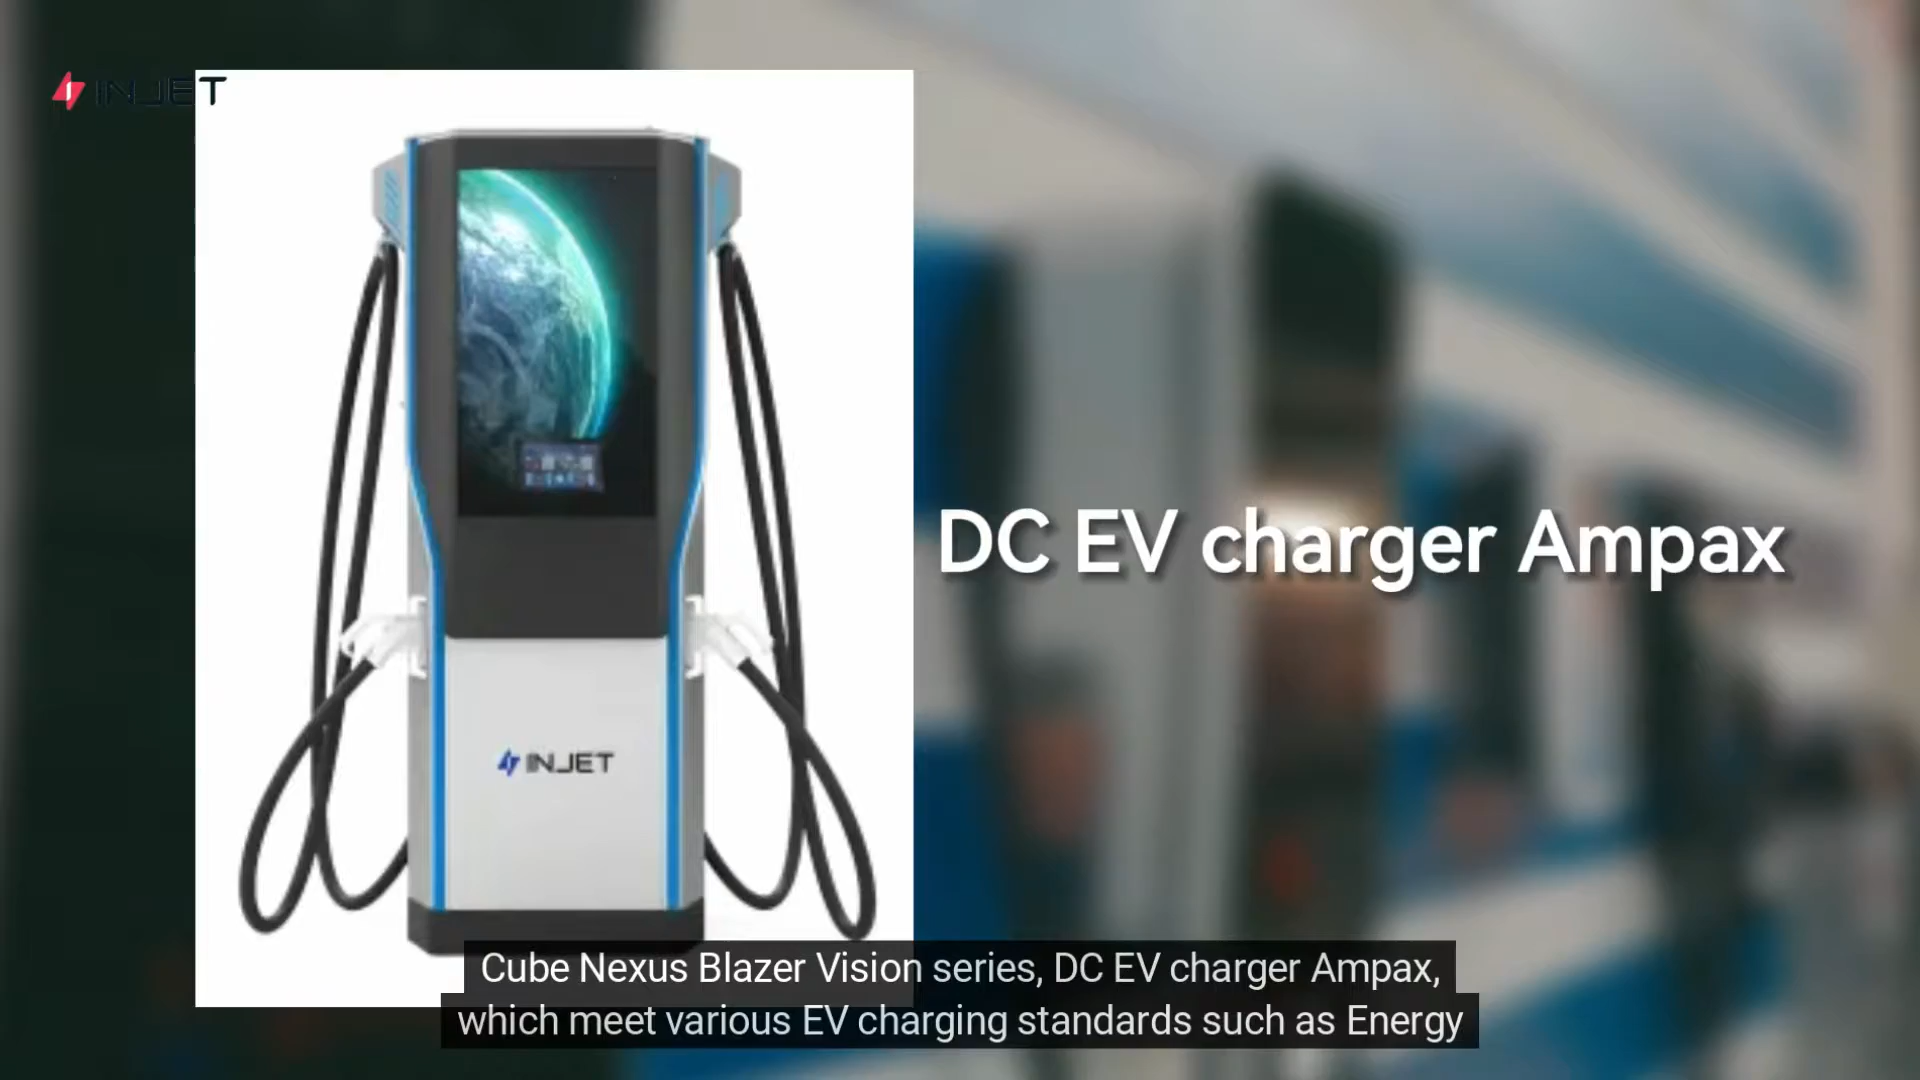 INJET
DC EV charger Ampax
INJET
Cube Nexus Blazer Vision series, DC EV charger Ampax,
which meet various EV charging standards such as Energy